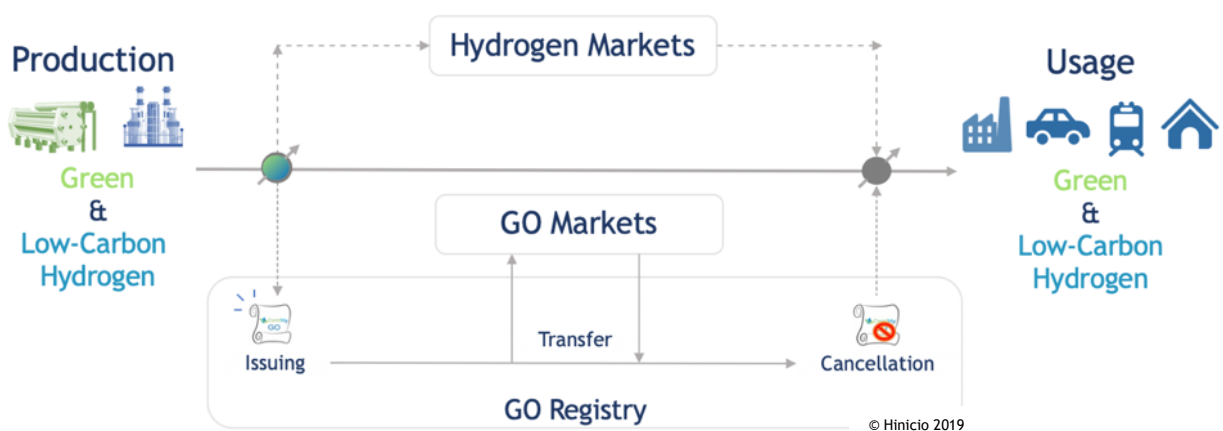 Hydrogen Markets
Production
Usage
Green
&
Low-Carbon
Hydrogen
Green
&
Low-Carbon
Hydrogen
GO Markets
GO
Issuing
Transfer
Cancellation
GO Registry
© Hinicio 2019